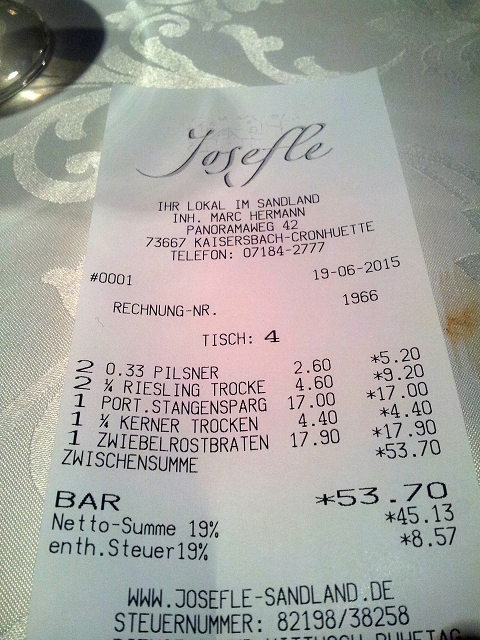 Josefle
IHR LOKAL IM SANDLAND
INH. MARC HERMANN
PANORAMAWEG 42
73667 KAISERSBACH-CRONHUETTE
TELEFON: 07184-2777
#0001 19-06-2015
RECHNUNG-NR. 1966
TISCH: 4
2 0.33 PILSNER 2.60 *5.20
2 ¼ RIESLING TROCKE 4.60 *9.20
1 PORT.STANGENSPARG 17.00 *17.00
1 ¼ KERNER TROCKEN 4.40 *4.40
1 ZWIEBELROSTBRATEN 17.90 *17.90
ZWISCHENSUMME *53.70
BAR *53.70
Netto-Summe 19% *45.13
enth.Steuer19% *8.57
WWW.JOSEFLE-SANDLAND.DE
STEUERNUMMER: 82198/38258
MITTWOCH RUHETAG